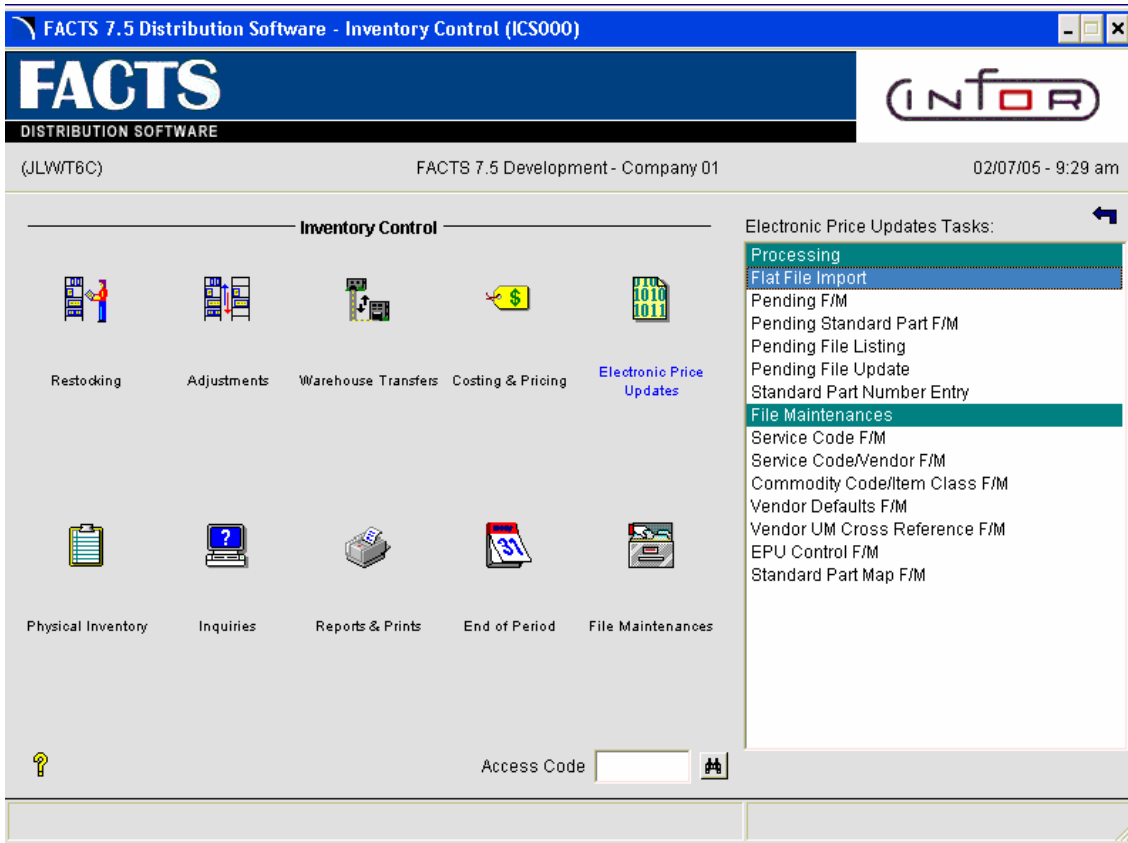 FACTS 7.5 Distribution Software - Inventory Control (ICS000)
FACTS
DISTRIBUTION SOFTWARE
infor
(JLW/T6C)
FACTS 7.5 Development - Company 01
02/07/05 - 9:29 am
Inventory Control
Restocking
Adjustments
Warehouse Transfers
Costing & Pricing
Electronic Price
Updates
Physical Inventory
Inquiries
Reports & Prints
End of Period
File Maintenances
Access Code
Electronic Price Updates Tasks:
Processing
Flat File Import
Pending F/M
Pending Standard Part F/M
Pending File Listing
Pending File Update
Standard Part Number Entry
File Maintenances
Service Code F/M
Service Code/Vendor F/M
Commodity Code/Item Class F/M
Vendor Defaults F/M
Vendor UM Cross Reference F/M
EPU Control F/M
Standard Part Map F/M